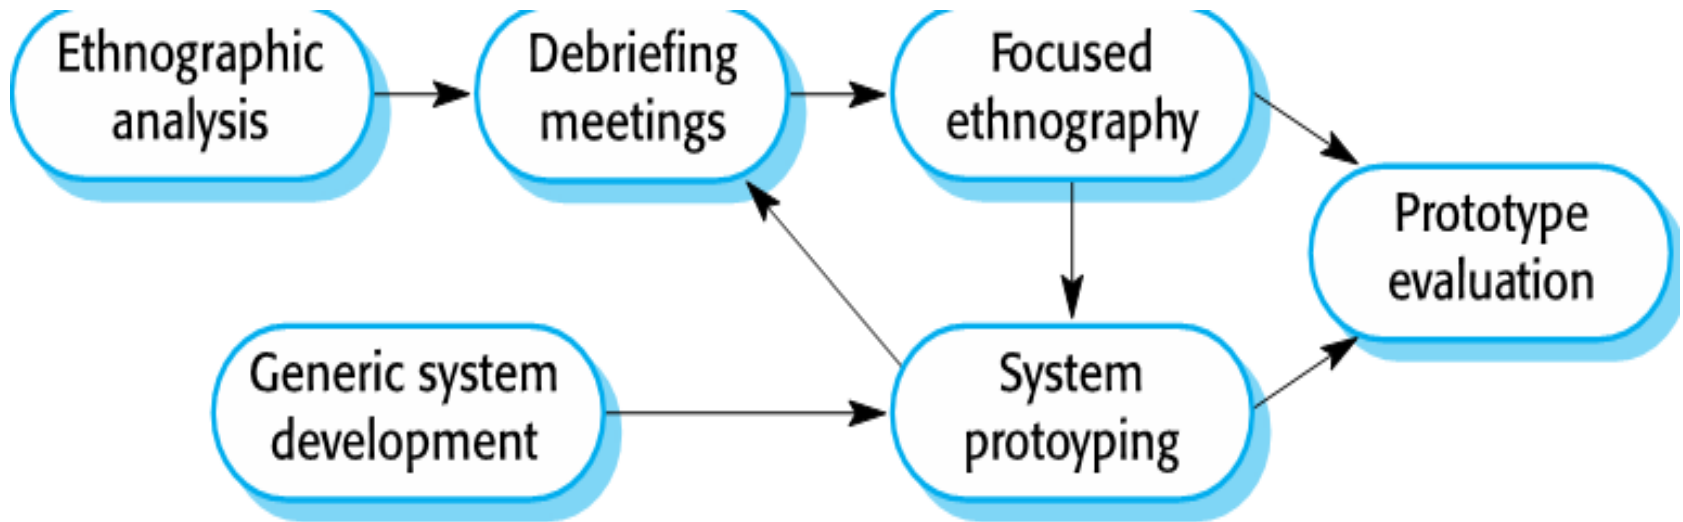 Ethnographic
analysis
Debriefing
meetings
Focused
ethnography
Prototype
evaluation
Generic system
development
System
protoyping